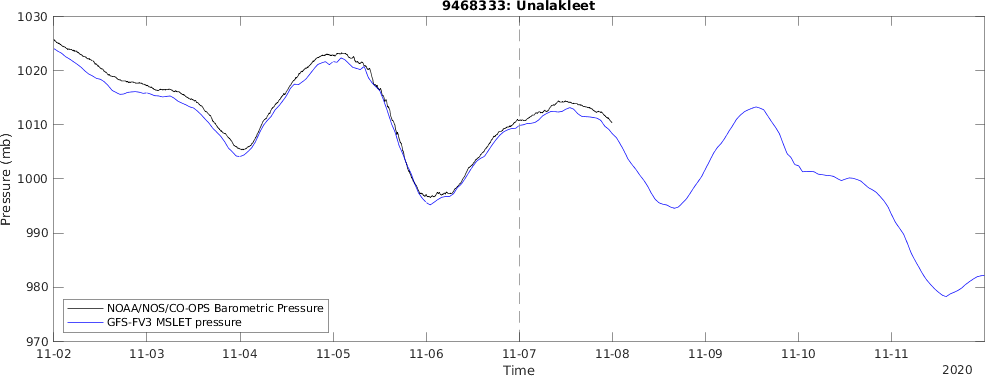 9468333: Unalakleet
1030
1020
1010
1000
990
980
970
Pressure (mb)
NOAA/NOS/CO-OPS Barometric Pressure
GFS-FV3 MSLET pressure
11-02 11-03 11-04 11-05 11-06 11-07 11-08 11-09 11-10 11-11
Time
2020